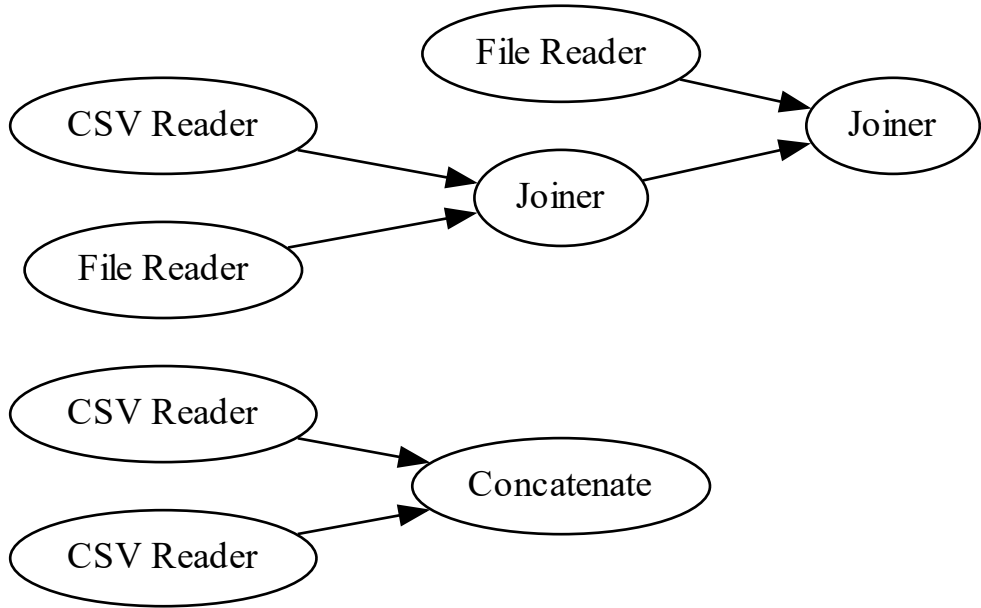 File Reader
CSV Reader
Joiner
Joiner
File Reader
CSV Reader
Concatenate
CSV Reader